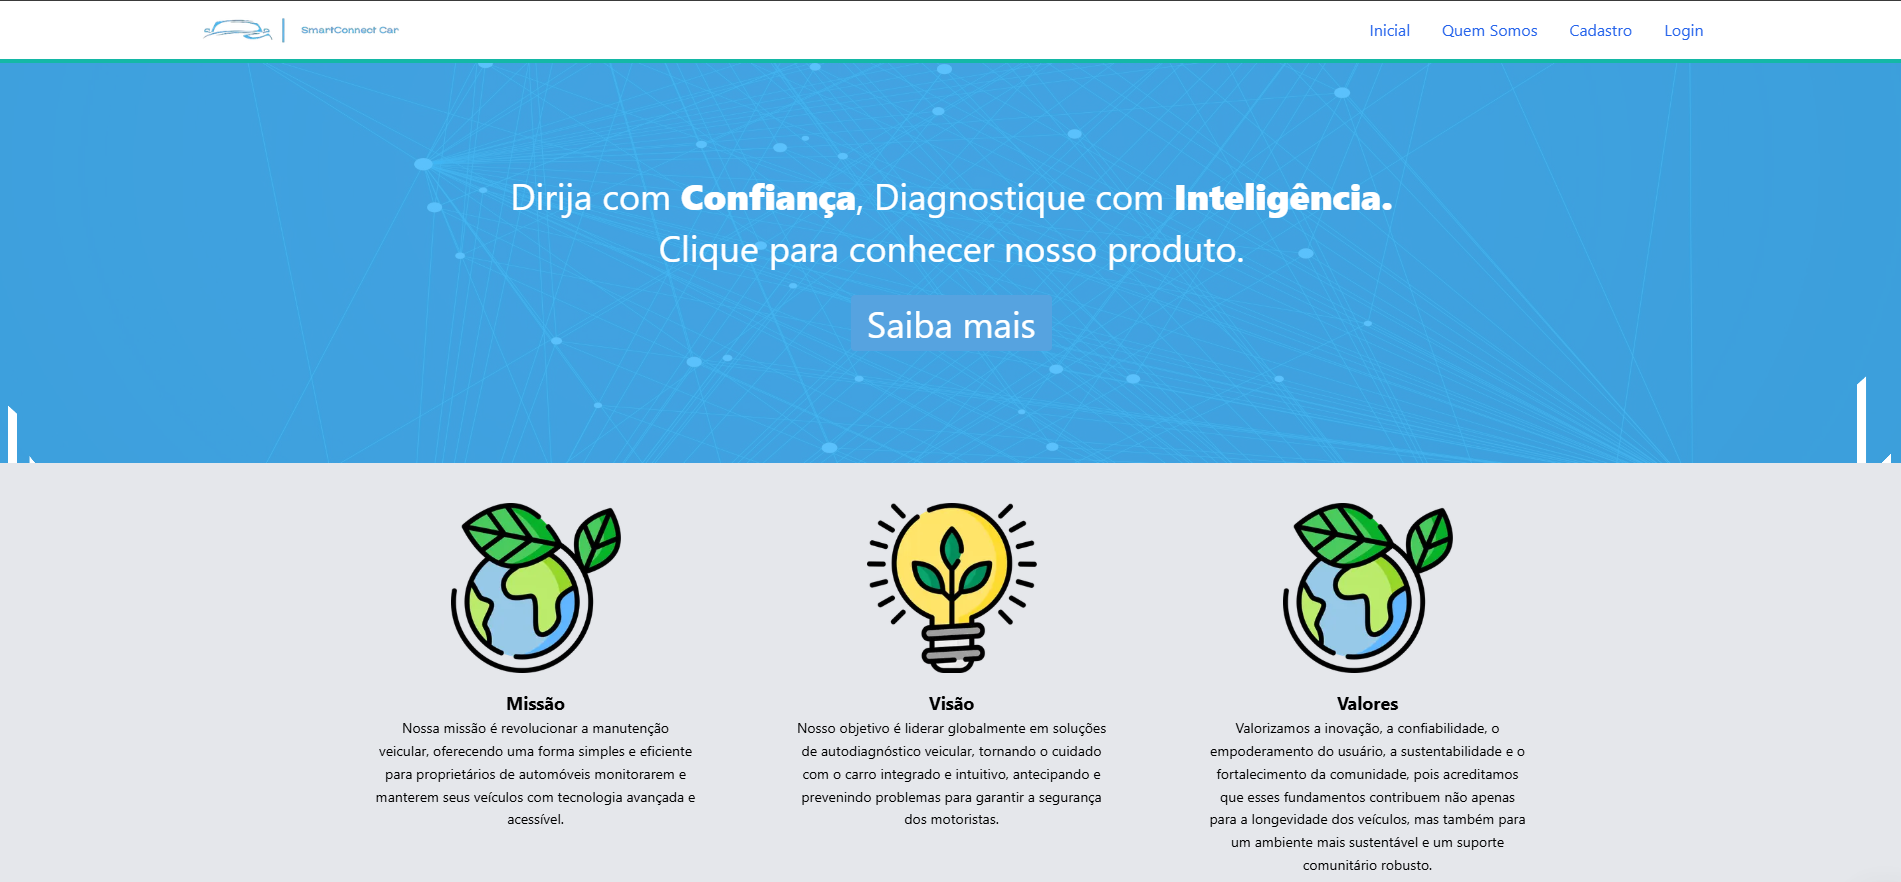 SmartConnect Car
Inicial Quem Somos Cadastro Login
Dirija com Confiança, Diagnostique com Inteligência.
Clique para conhecer nosso produto.
Saiba mais
Missão
Nossa missão é revolucionar a manutenção
veicular, oferecendo uma forma simples e eficiente
para proprietários de automóveis monitorarem e
manterem seus veículos com tecnologia avançada e
acessível.
Visão
Nosso objetivo é liderar globalmente em soluções
de autodiagnóstico veicular, tornando o cuidado
com o carro integrado e intuitivo, antecipando e
prevenindo problemas para garantir a segurança
dos motoristas.
Valores
Valorizamos a inovação, a confiabilidade, o
empoderamento do usuário, a sustentabilidade e o
fortalecimento da comunidade, pois acreditamos
que esses fundamentos contribuem não apenas
para a longevidade dos veículos, mas também para
um ambiente mais sustentável e um suporte
comunitário robusto.